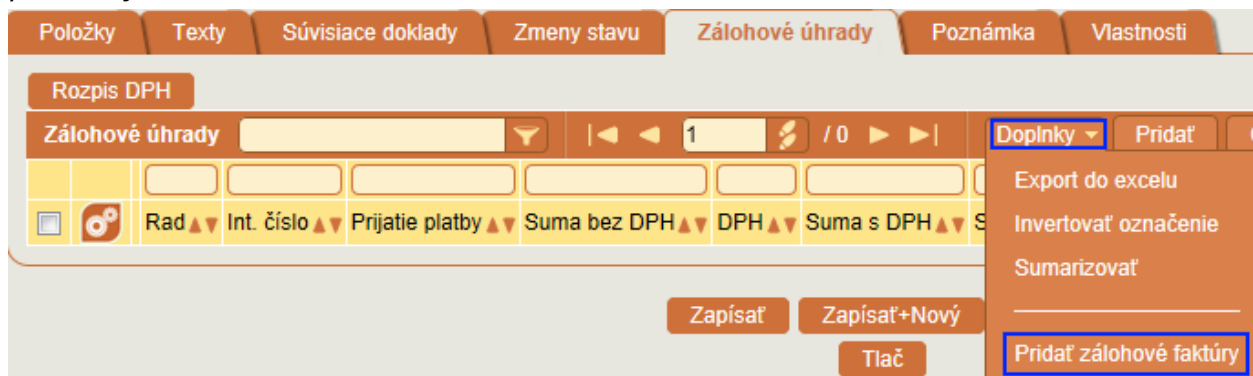 Položky Texty Súvisiace doklady Zmeny stavu Zálohové úhrady Poznámka Vlastnosti
Rozpis DPH
Zálohové úhrady 1 / 0 Doplnky Pridať
Export do excelu
Rad Int. číslo Prijatie platby Suma bez DPH DPH Suma s DPH S
Invertovať označenie
Sumarizovať
Zapísať Zapísať+Nový
Tlač
Pridať zálohové faktúry